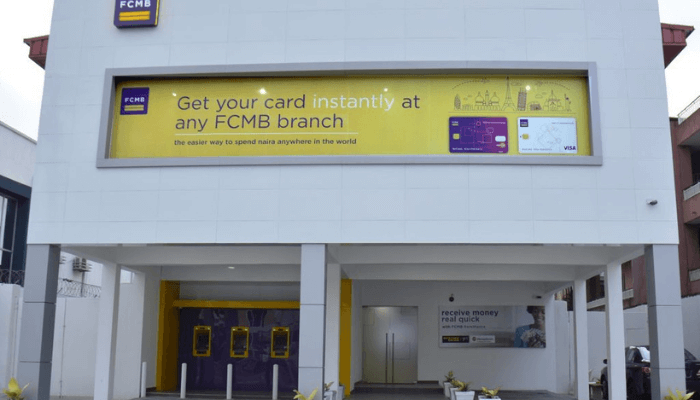 FCMB
FCMB
Get your card instantly at
any FCMB branch
the easier way to spend naira anywhere in the world
VISA
receive money
real quick